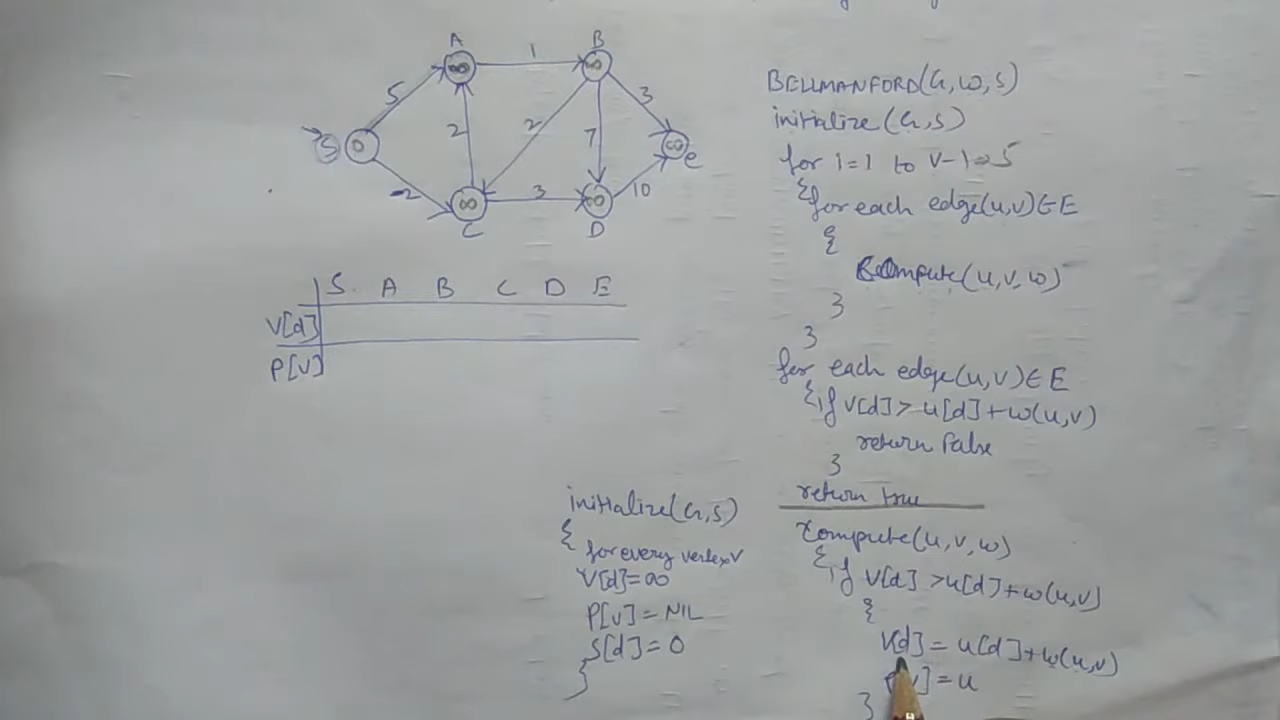 A
B
1
5
3
2
2
7
S
0
∞
∞
∞
e
-2
3
10
∞
∞
C
D
S A B C D E
V[d]
P[v]
BELLMANFORD(G, w, s)
initialize(G, s)
for i=1 to v-1=5
{for each edge(u,v)∈E
{
Compute(u, v, w)
}
}
for each edge(u,v)∈E
{if v[d] > u[d]+w(u,v)
return False
}
return true
initialize(G, s)
{
for every vertex v
V[d]=∞
P[v]=NIL
S[d]=0
}
Compute(u, v, w)
{if v[d] >u[d]+w(u,v)
{
v[d] = u[d]+w(u,v)
v]=u
}